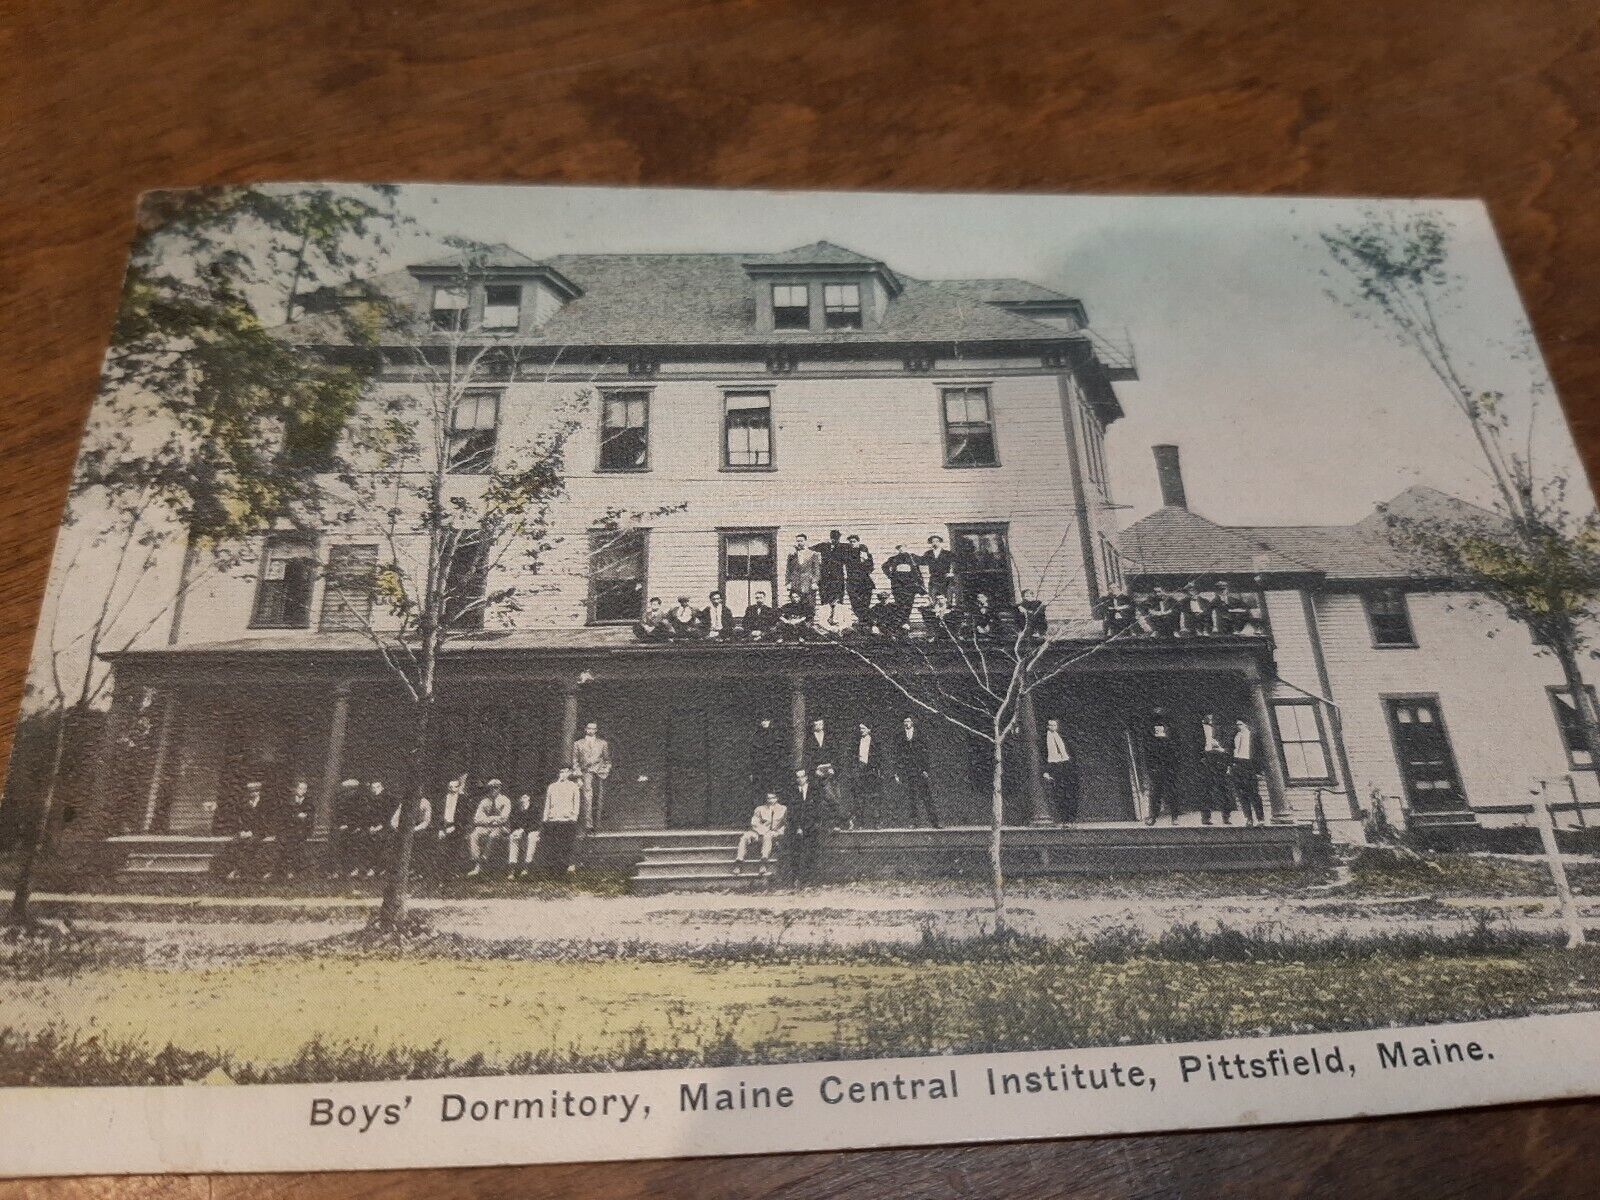 Boys' Dormitory, Maine Central Institute, Pittsfield, Maine.